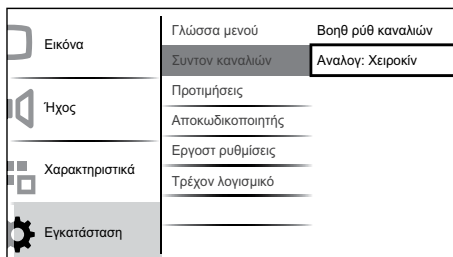 Εικόνα
Ήχος
Χαρακτηριστικά
Εγκατάσταση
Γλώσσα μενού
Συντον καναλιών
Προτιμήσεις
Αποκωδικοποιητής
Εργοστ ρυθμίσεις
Τρέχον λογισμικό
Βοηθ ρύθ καναλιών
Αναλογ: Χειροκίν